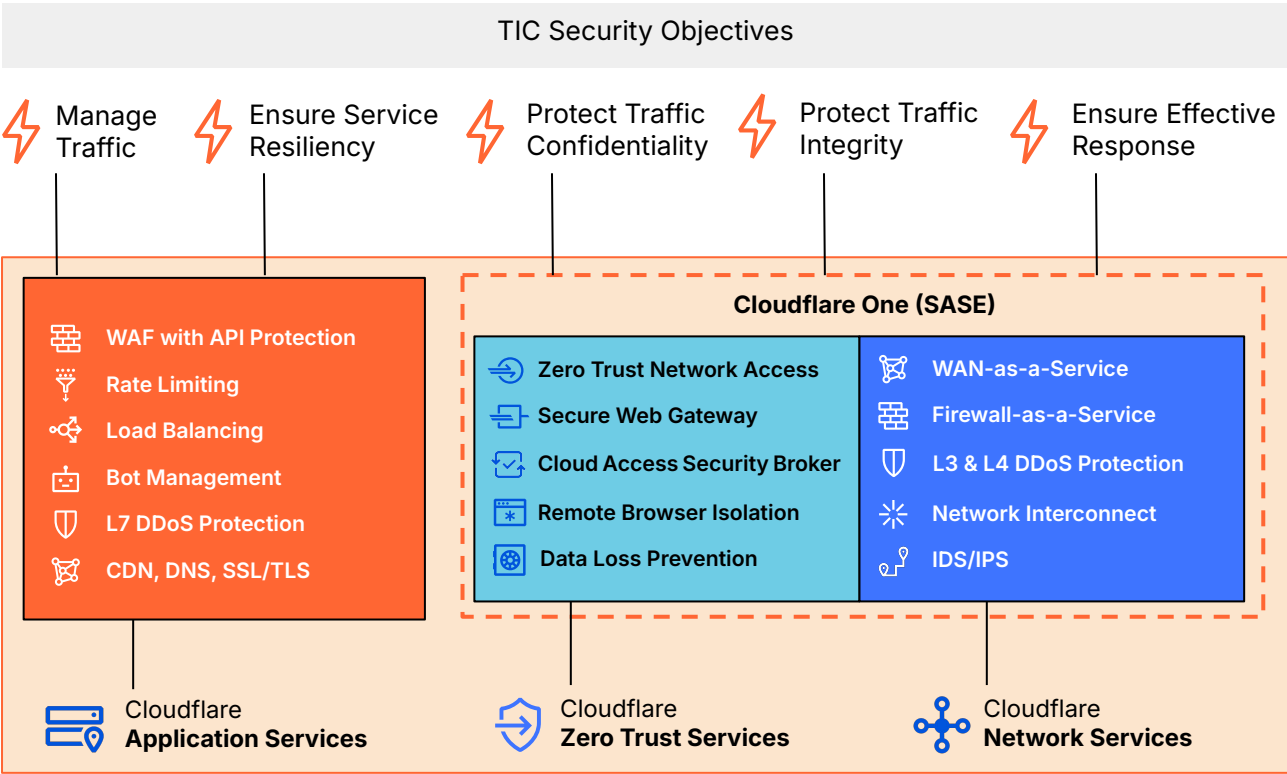 TIC Security Objectives
Manage
Traffic
Ensure Service
Resiliency
Protect Traffic
Confidentiality
Protect Traffic
Integrity
Ensure Effective
Response
WAF with API Protection
Rate Limiting
Load Balancing
Bot Management
L7 DDoS Protection
CDN, DNS, SSL/TLS
Cloudflare One (SASE)
Zero Trust Network Access
Secure Web Gateway
Cloud Access Security Broker
Remote Browser Isolation
Data Loss Prevention
WAN-as-a-Service
Firewall-as-a-Service
L3 & L4 DDoS Protection
Network Interconnect
IDS/IPS
Cloudflare
Application Services
Cloudflare
Zero Trust Services
Cloudflare
Network Services